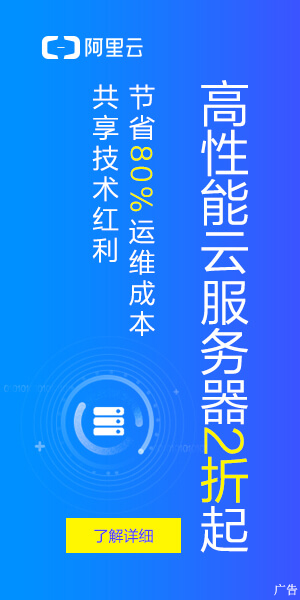 阿里云
高性能云服务器2折起
节省80%运维成本
共享技术红利
了解详细
广告